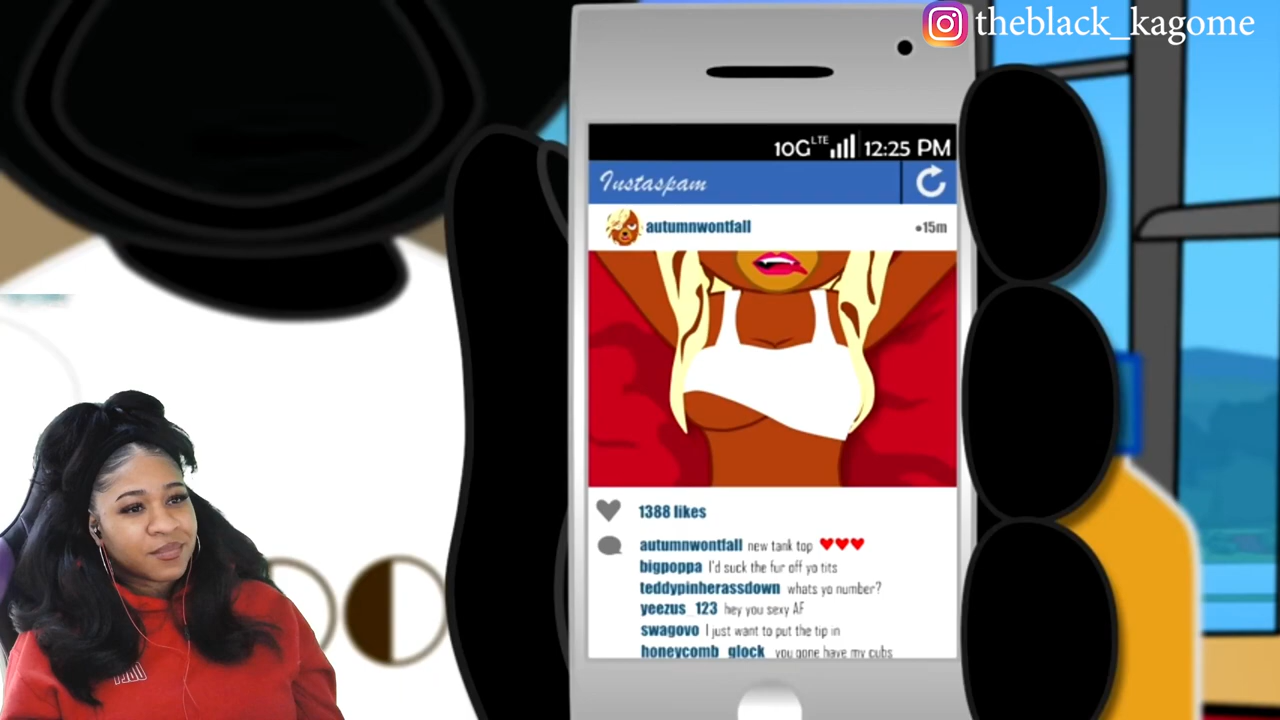 theblack_kagome
10G LTE 12:25 PM
Instaspam
autumnwontfall •15m
1388 likes
autumnwontfall new tank top ♥♥♥
bigpoppa I'd suck the fur off yo tits
teddypinherassdown whats yo number?
yeezus_123 hey you sexy AF
swagovo I just want to put the tip in
honeycomb_glock you gone have my cubs